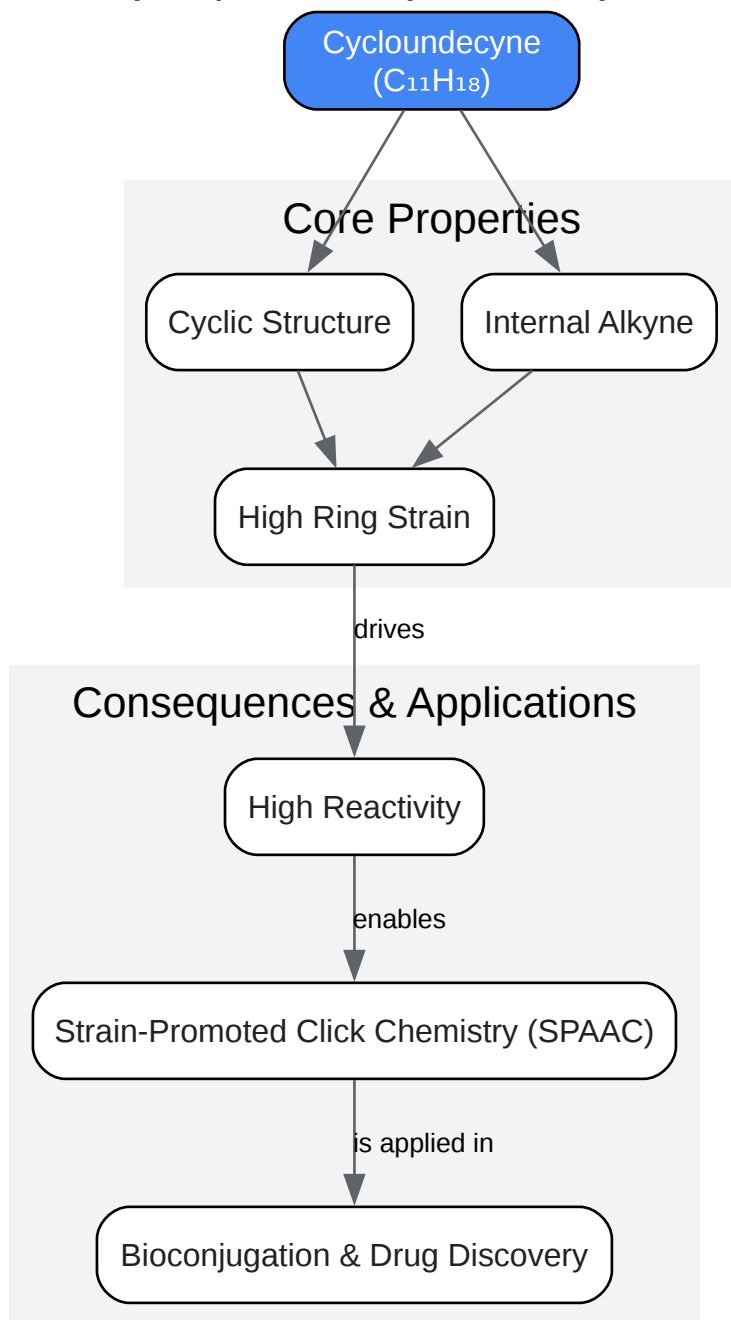 Cycloundecyne
(C₁₁H₁₈)
Core Properties
Cyclic Structure
Internal Alkyne
High Ring Strain
drives
Consequences & Applications
High Reactivity
enables
Strain-Promoted Click Chemistry (SPAAC)
is applied in
Bioconjugation & Drug Discovery